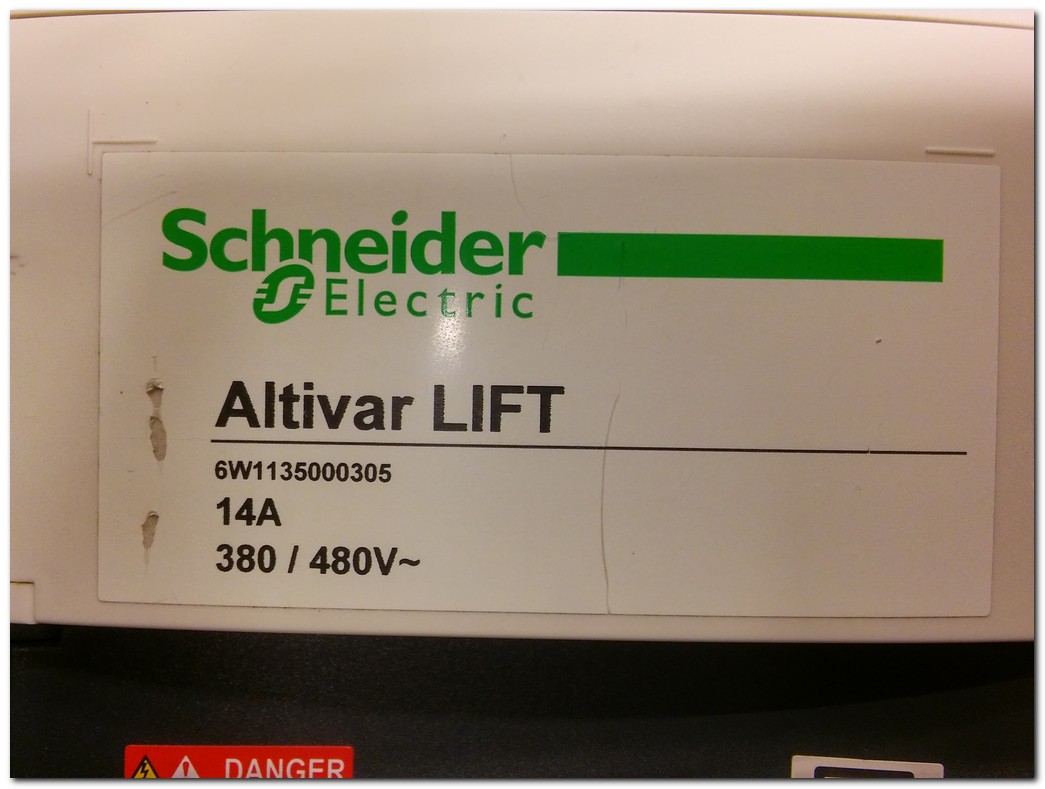 Schneider
Electric
Altivar LIFT
6W1135000305
14A
380 / 480V~
DANGER